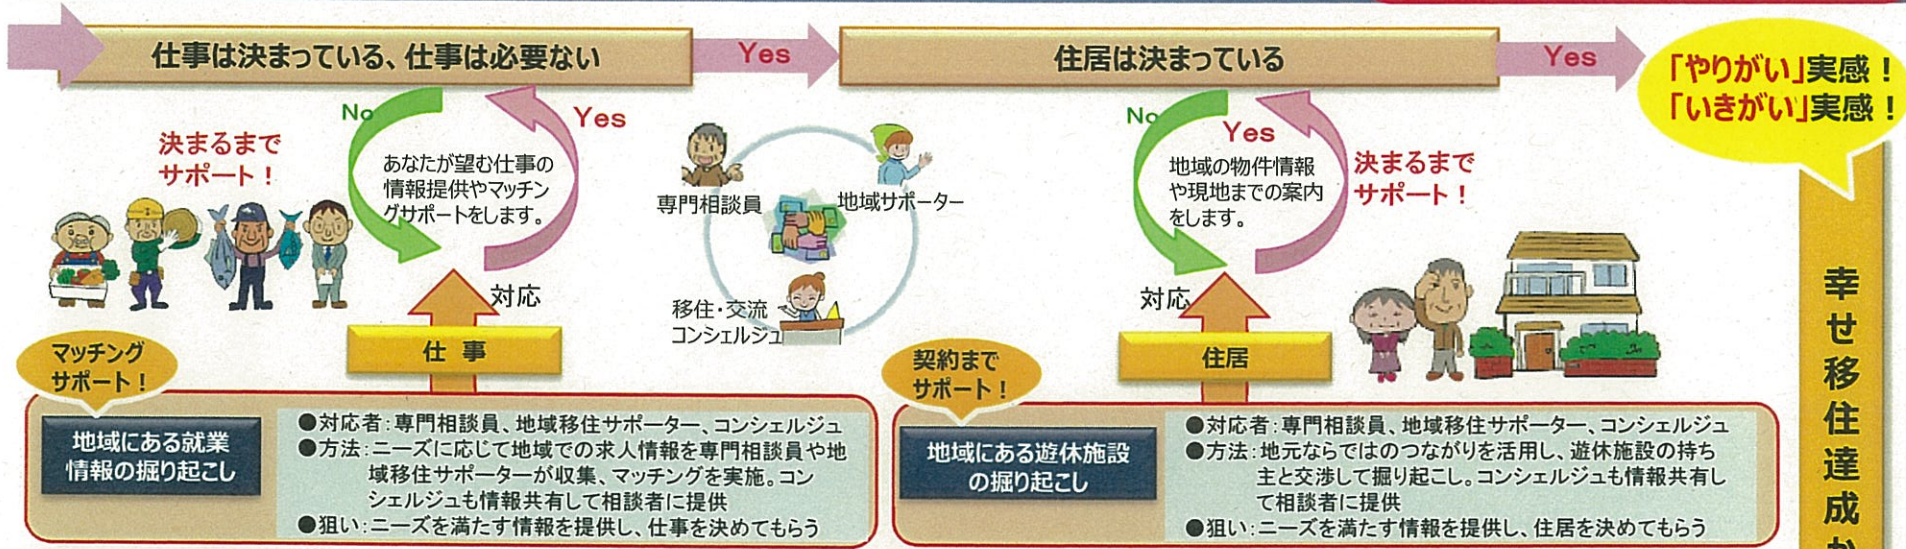 仕事は決まっている、仕事は必要ない
Yes
住居は決まっている
Yes
「やりがい」実感！
「いきがい」実感！
No
Yes
決まるまで
サポート！
あなたが望む仕事の
情報提供やマッチン
グサポートをします。
専門相談員
地域サポーター
移住・交流
コンシェルジュ
No
Yes
地域の物件情報
や現地までの案内
をします。
決まるまで
サポート！
対応
仕 事
対応
住居
マッチング
サポート！
地域にある就業
情報の掘り起こし
●対応者：専門相談員、地域移住サポーター、コンシェルジュ
●方法：ニーズに応じて地域での求人情報を専門相談員や地
域移住サポーターが収集、マッチングを実施。コン
シェルジュも情報共有して相談者に提供
●狙い：ニーズを満たす情報を提供し、仕事を決めてもらう
契約まで
サポート！
地域にある遊休施設
の掘り起こし
●対応者：専門相談員、地域移住サポーター、コンシェルジュ
●方法：地元ならではのつながりを活用し、遊休施設の持ち
主と交渉して掘り起こし。コンシェルジュも情報共有し
て相談者に提供
●狙い：ニーズを満たす情報を提供し、住居を決めてもらう
幸せ移住達成